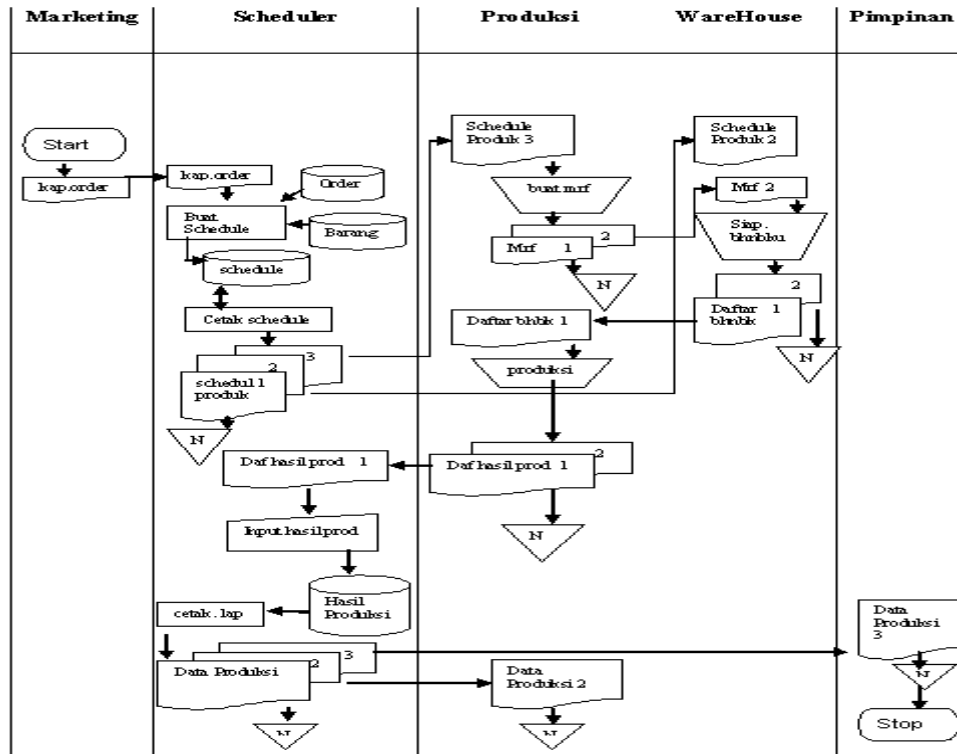 Marketing
Scheduler
Produksi
WareHouse
Pimpinan
Start
kap.order
kap.order
Order
Buat
Schedule
Barang
schedule
Cetak schedule
3
2
schedul 1
produk
N
Schedule
Produk 3
buat mrf
2
Mrf 1
N
Schedule
Produk 2
Mrf 2
Siap.
bhnbku
2
Daftar 1
bhnbk
N
Daftar bhbk 1
produksi
2
Daf hasil prod 1
N
Daf hasil prod 1
Input hasil prod
Hasil
Produksi
cetak . lap
3
2
Data Produksi
N
Data
Produksi 2
N
Data
Produksi
3
N
Stop